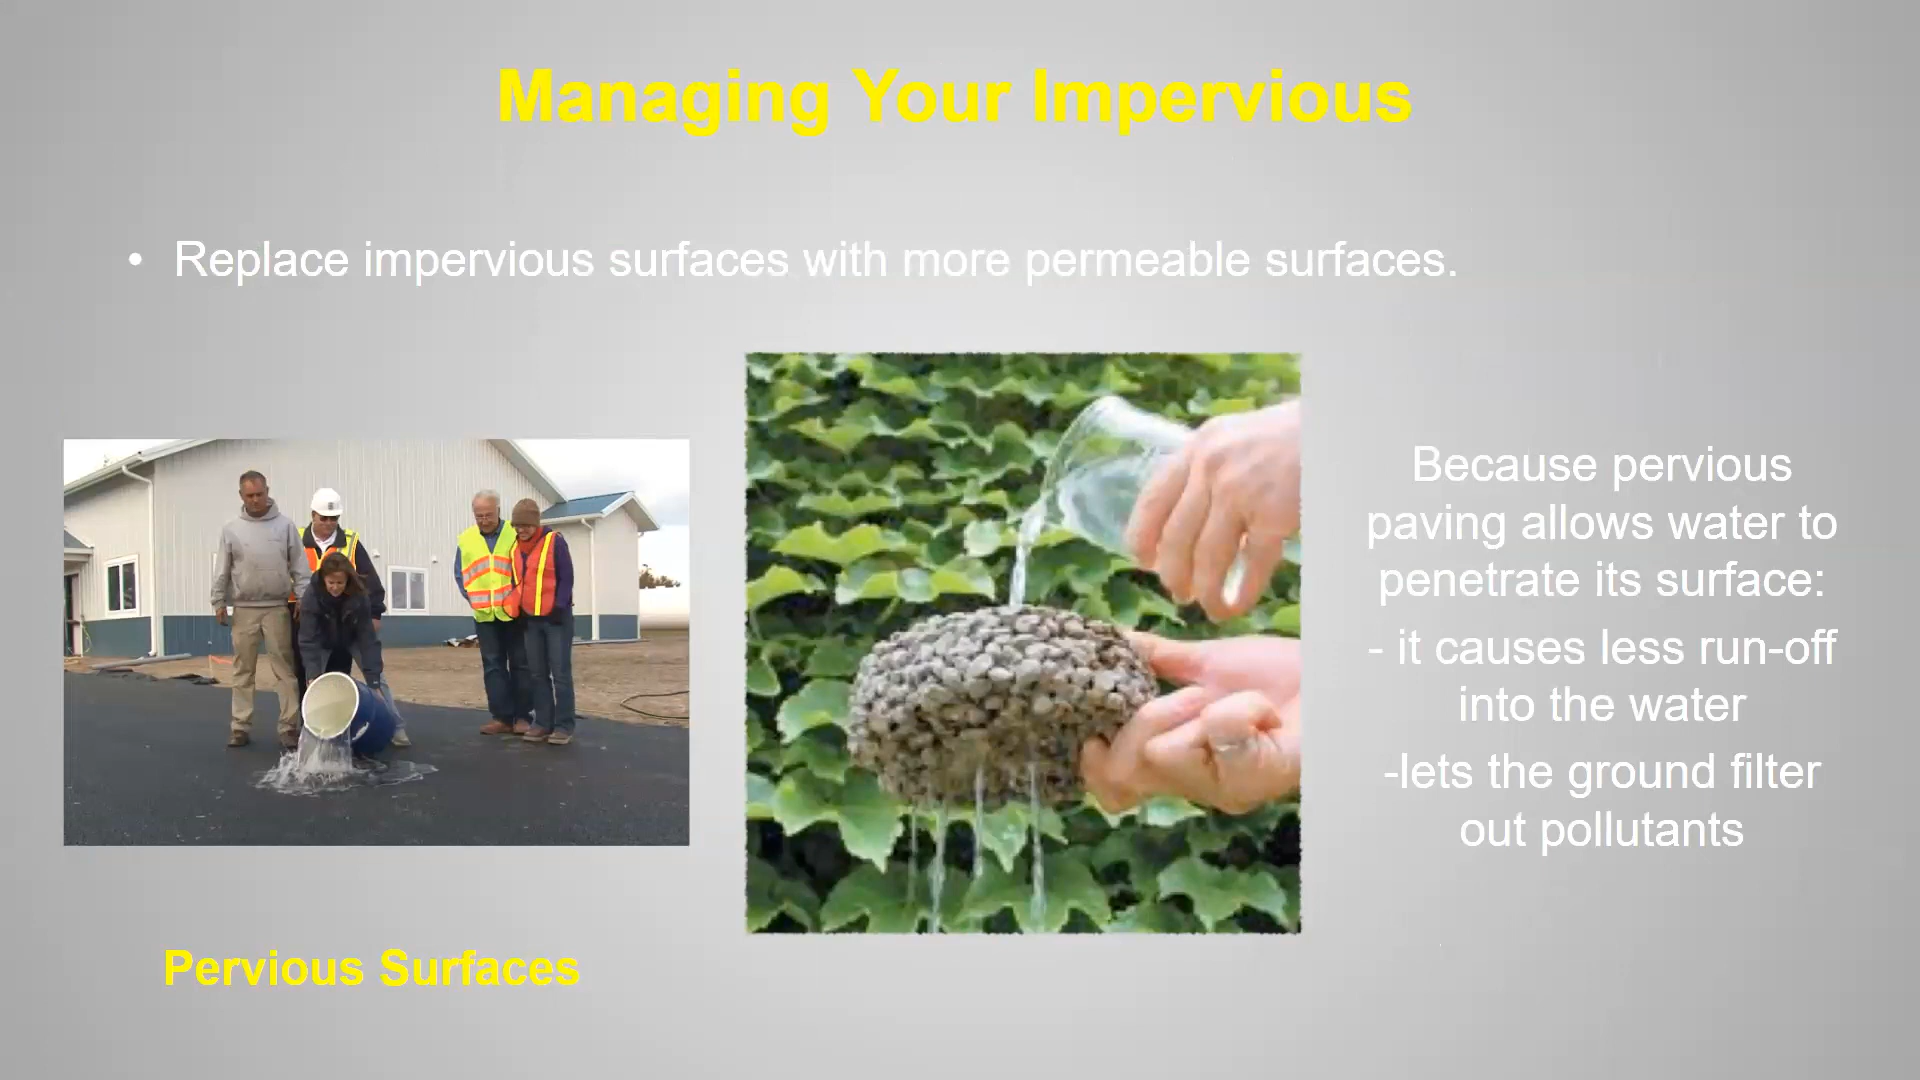 Managing Your Impervious
• Replace impervious surfaces with more permeable surfaces.
Because pervious
paving allows water to
penetrate its surface:
- it causes less run-off
into the water
-lets the ground filter
out pollutants
Pervious Surfaces